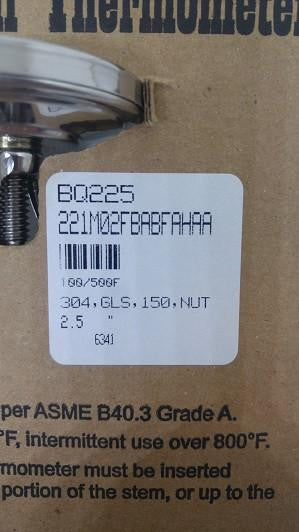 Thermometer
BQ225
221M02FBABFAHAA
100/500F
304,GLS,150,NUT
2.5 "
6341
per ASME B40.3 Grade A.
°F, intermittent use over 800°F.
rmometer must be inserted
portion of the stem, or up to the